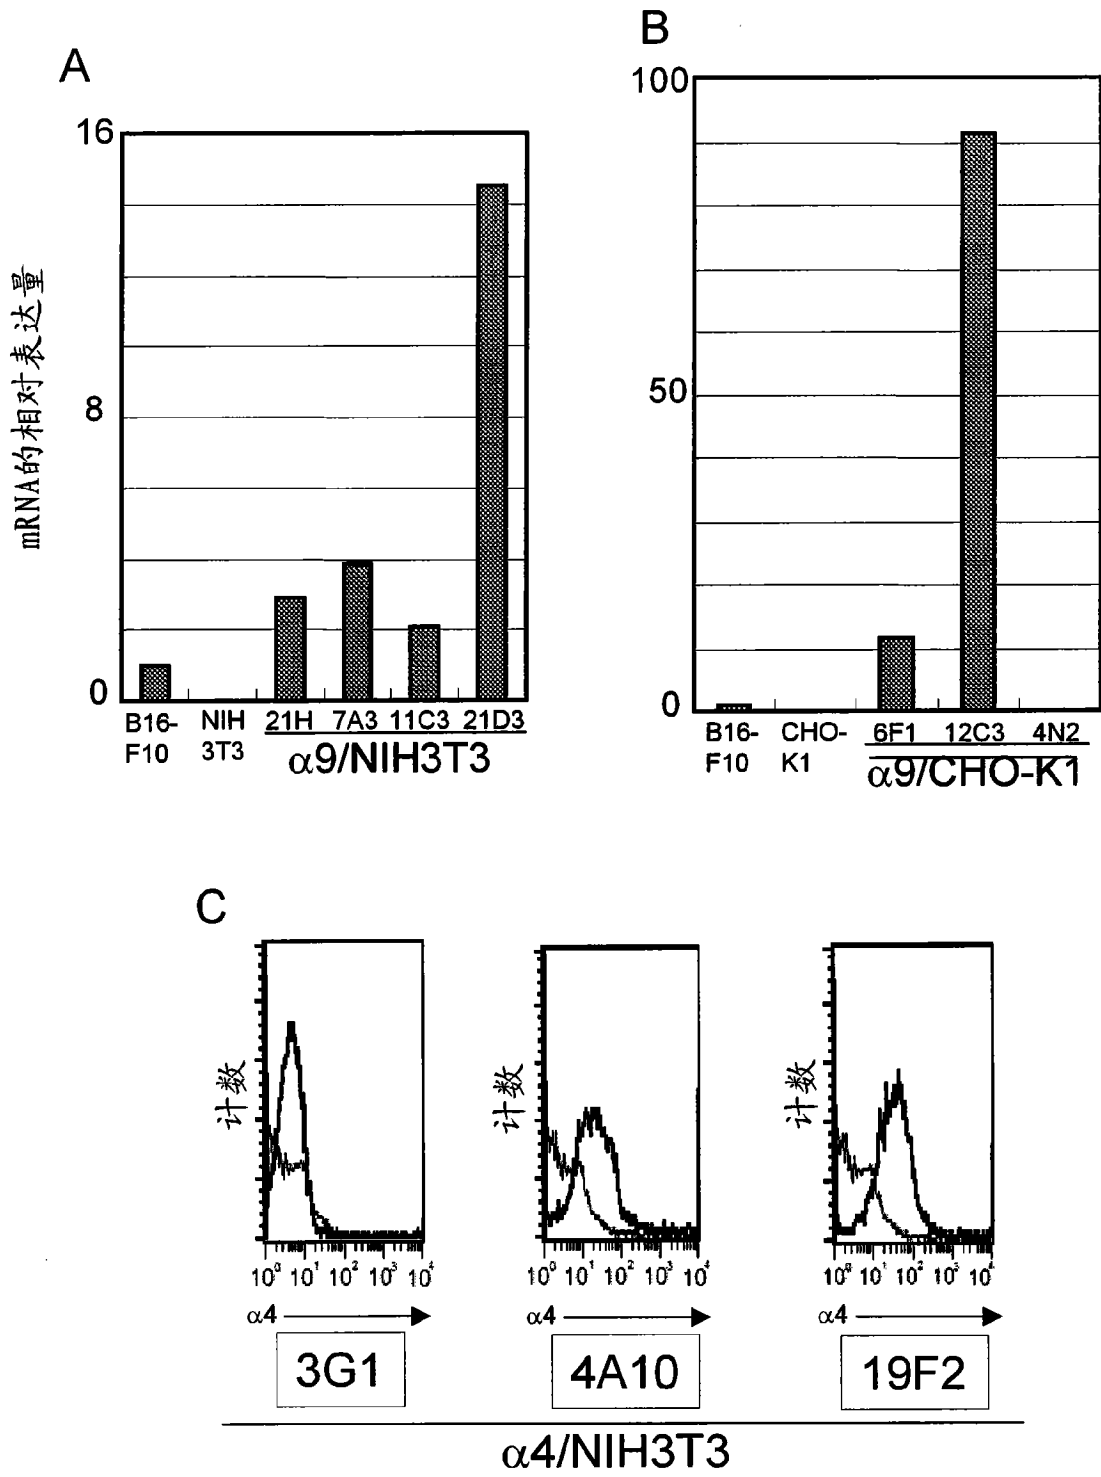 A
B
16
8
0
mRNA的相对表达量
B16-
F10
NIH
3T3
21H 7A3 11C3 21D3
α9/NIH3T3
100
50
0
B16-
F10
CHO-
K1
6F1 12C3 4N2
α9/CHO-K1
C
计数
10⁰ 10¹ 10² 10³ 10⁴
α4
3G1
计数
10⁰ 10¹ 10² 10³ 10⁴
α4
4A10
计数
10⁰ 10¹ 10² 10³ 10⁴
α4
19F2
α4/NIH3T3